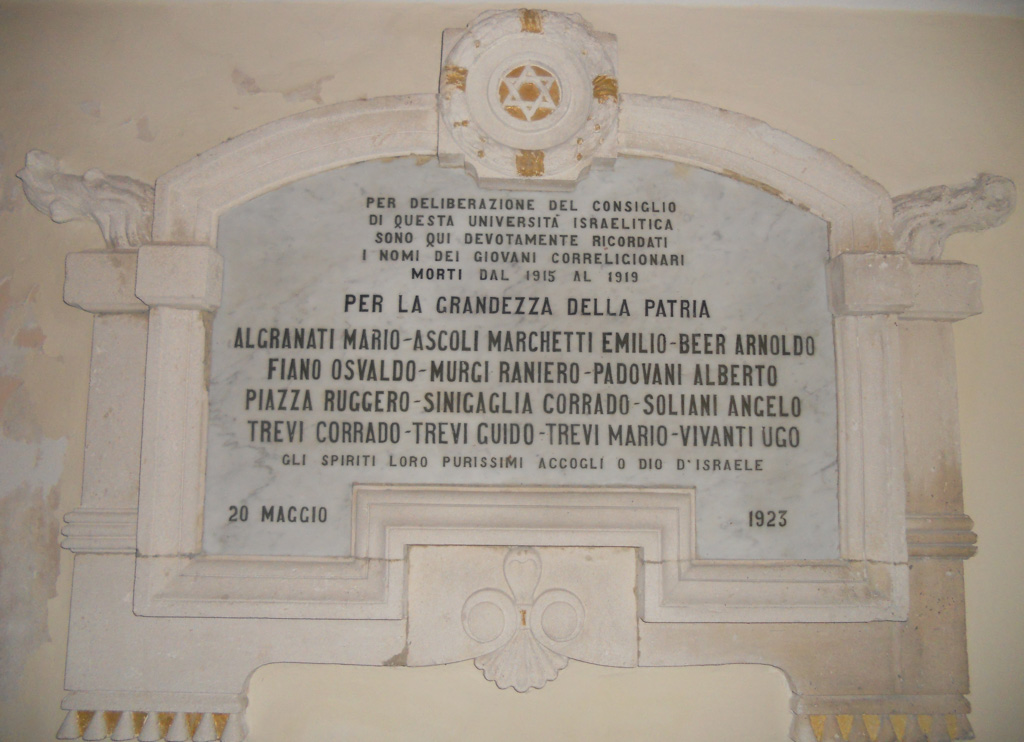 PER DELIBERAZIONE DEL CONSIGLIO
DI QUESTA UNIVERSITÀ ISRAELITICA
SONO QUI DEVOTAMENTE RICORDATI
I NOMI DEI GIOVANI CORRELIGIONARI
MORTI DAL 1915 AL 1919
PER LA GRANDEZZA DELLA PATRIA
ALGRANATI MARIO-ASCOLI MARCHETTI EMILIO-BEER ARNOLDO
FIANO OSVALDO-MURGI RANIERO-PADOVANI ALBERTO
PIAZZA RUGGERO-SINIGAGLIA CORRADO-SOLIANI ANGELO
TREVI CORRADO-TREVI GUIDO-TREVI MARIO-VIVANTI UGO
GLI SPIRITI LORO PURISSIMI ACCOGLI O DIO D'ISRAELE
20 MAGGIO 1923